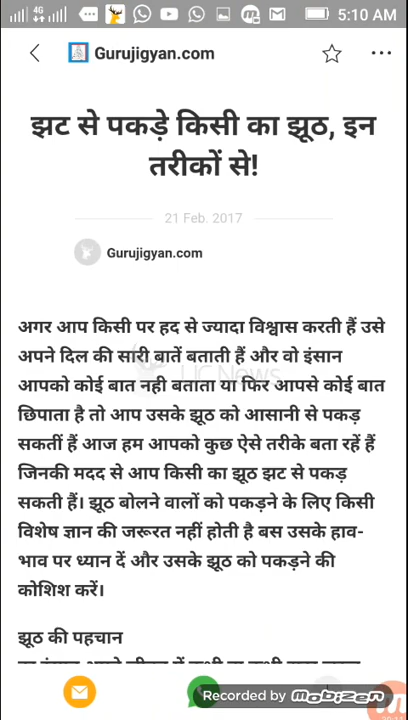 4G
5:10 AM
Gurujigyan.com
झट से पकड़े किसी का झूठ, इन
तरीकों से!
21 Feb. 2017
Gurujigyan.com
अगर आप किसी पर हद से ज्यादा विश्वास करती हैं उसे
अपने दिल की सारी बातें बताती हैं और वो इंसान
UC News
आपको कोई बात नही बताता या फिर आपसे कोई बात
छिपाता है तो आप उसके झूठ को आसानी से पकड़
सकतीं हैं आज हम आपको कुछ ऐसे तरीके बता रहें हैं
जिनकी मदद से आप किसी का झूठ झट से पकड़
सकती हैं। झूठ बोलने वालों को पकड़ने के लिए किसी
विशेष ज्ञान की जरूरत नहीं होती है बस उसके हाव-
भाव पर ध्यान दें और उसके झूठ को पकड़ने की
कोशिश करें।
झूठ की पहचान
Recorded by mobizen